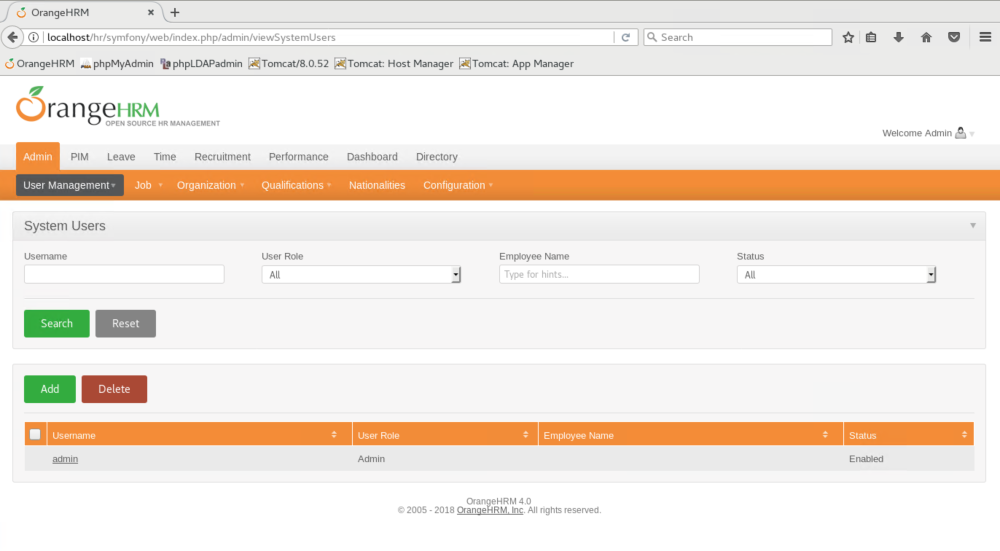 OrangeHRM
localhost/hr/symfony/web/index.php/admin/viewSystemUsers
Search
OrangeHRM phpMyAdmin phpLDAPadmin Tomcat/8.0.52 Tomcat: Host Manager Tomcat: App Manager
OrangeHRM
OPEN SOURCE HR MANAGEMENT
Welcome Admin
Admin PIM Leave Time Recruitment Performance Dashboard Directory
User Management Job Organization Qualifications Nationalities Configuration
System Users
Username User Role Employee Name Status
All Type for hints... All
Search Reset
Add Delete
Username User Role Employee Name Status
admin Admin Enabled
OrangeHRM 4.0
© 2005 - 2018 OrangeHRM, Inc. All rights reserved.